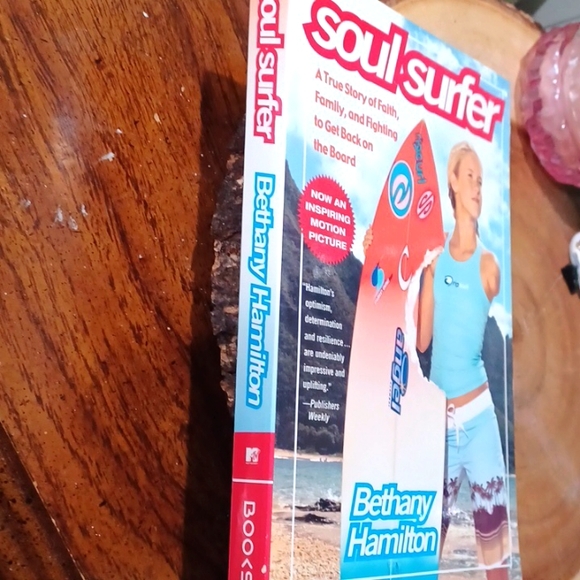 soul surfer
Bethany Hamilton
MTV
BOOKS
soul surfer
A True Story of Faith,
Family, and Fighting
to Get Back on
the Board
NOW AN
INSPIRING
MOTION
PICTURE
"Hamilton's
optimism,
determination
and resilience ...
are undeniably
impressive and
uplifting."
—Publishers
Weekly
angel
Bethany
Hamilton